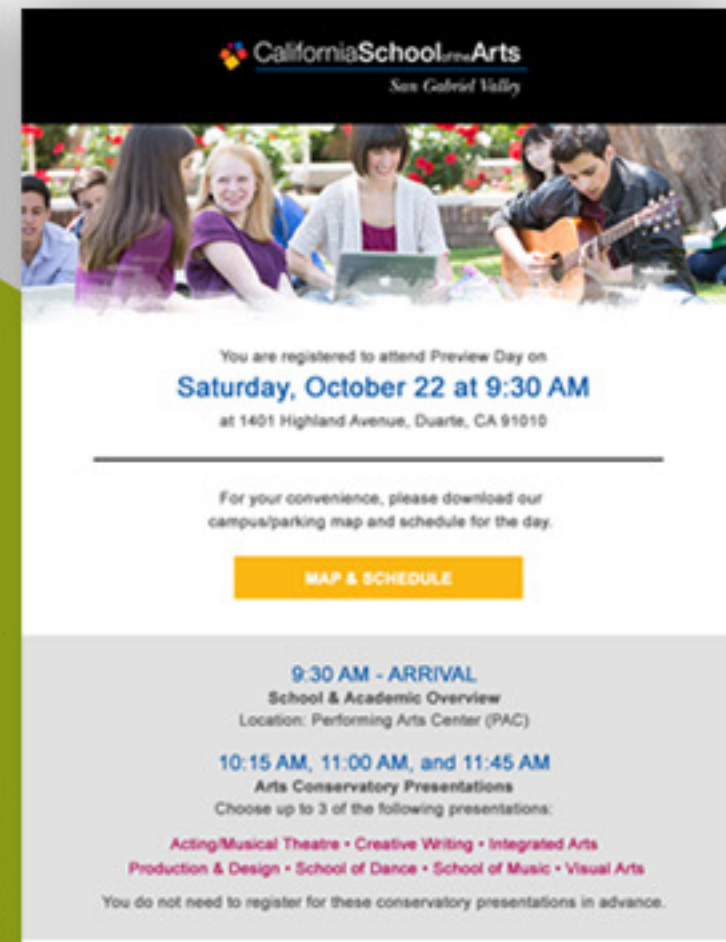 CaliforniaSchool of the Arts
San Gabriel Valley
You are registered to attend Preview Day on
Saturday, October 22 at 9:30 AM
at 1401 Highland Avenue, Duarte, CA 91010
For your convenience, please download our
campus/parking map and schedule for the day.
MAP & SCHEDULE
9:30 AM - ARRIVAL
School & Academic Overview
Location: Performing Arts Center (PAC)
10:15 AM, 11:00 AM, and 11:45 AM
Arts Conservatory Presentations
Choose up to 3 of the following presentations:
Acting/Musical Theatre • Creative Writing • Integrated Arts
Production & Design • School of Dance • School of Music • Visual Arts
You do not need to register for these conservatory presentations in advance.